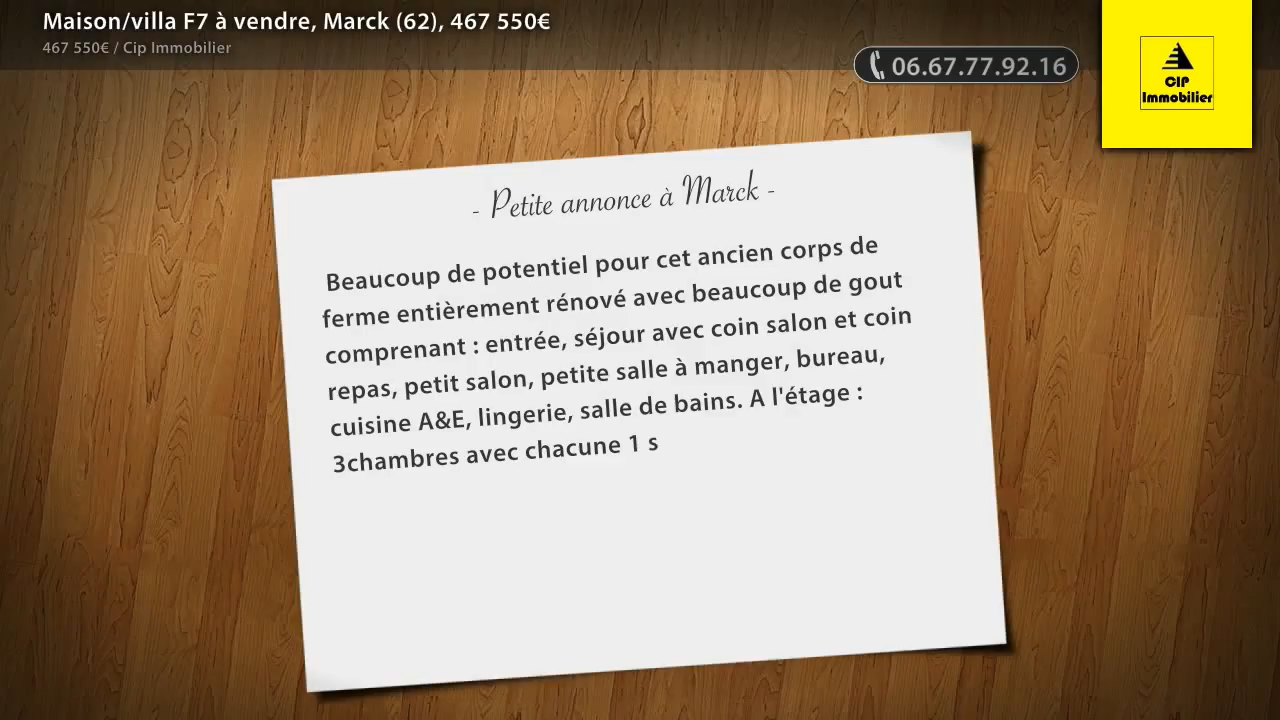 Maison/villa F7 à vendre, Marck (62), 467 550€
467 550€ / Cip Immobilier
06.67.77.92.16
CIP
Immobilier
- Petite annonce à Marck -
Beaucoup de potentiel pour cet ancien corps de
ferme entièrement rénové avec beaucoup de gout
comprenant : entrée, séjour avec coin salon et coin
repas, petit salon, petite salle à manger, bureau,
cuisine A&E, lingerie, salle de bains. A l'étage :
3chambres avec chacune 1 s